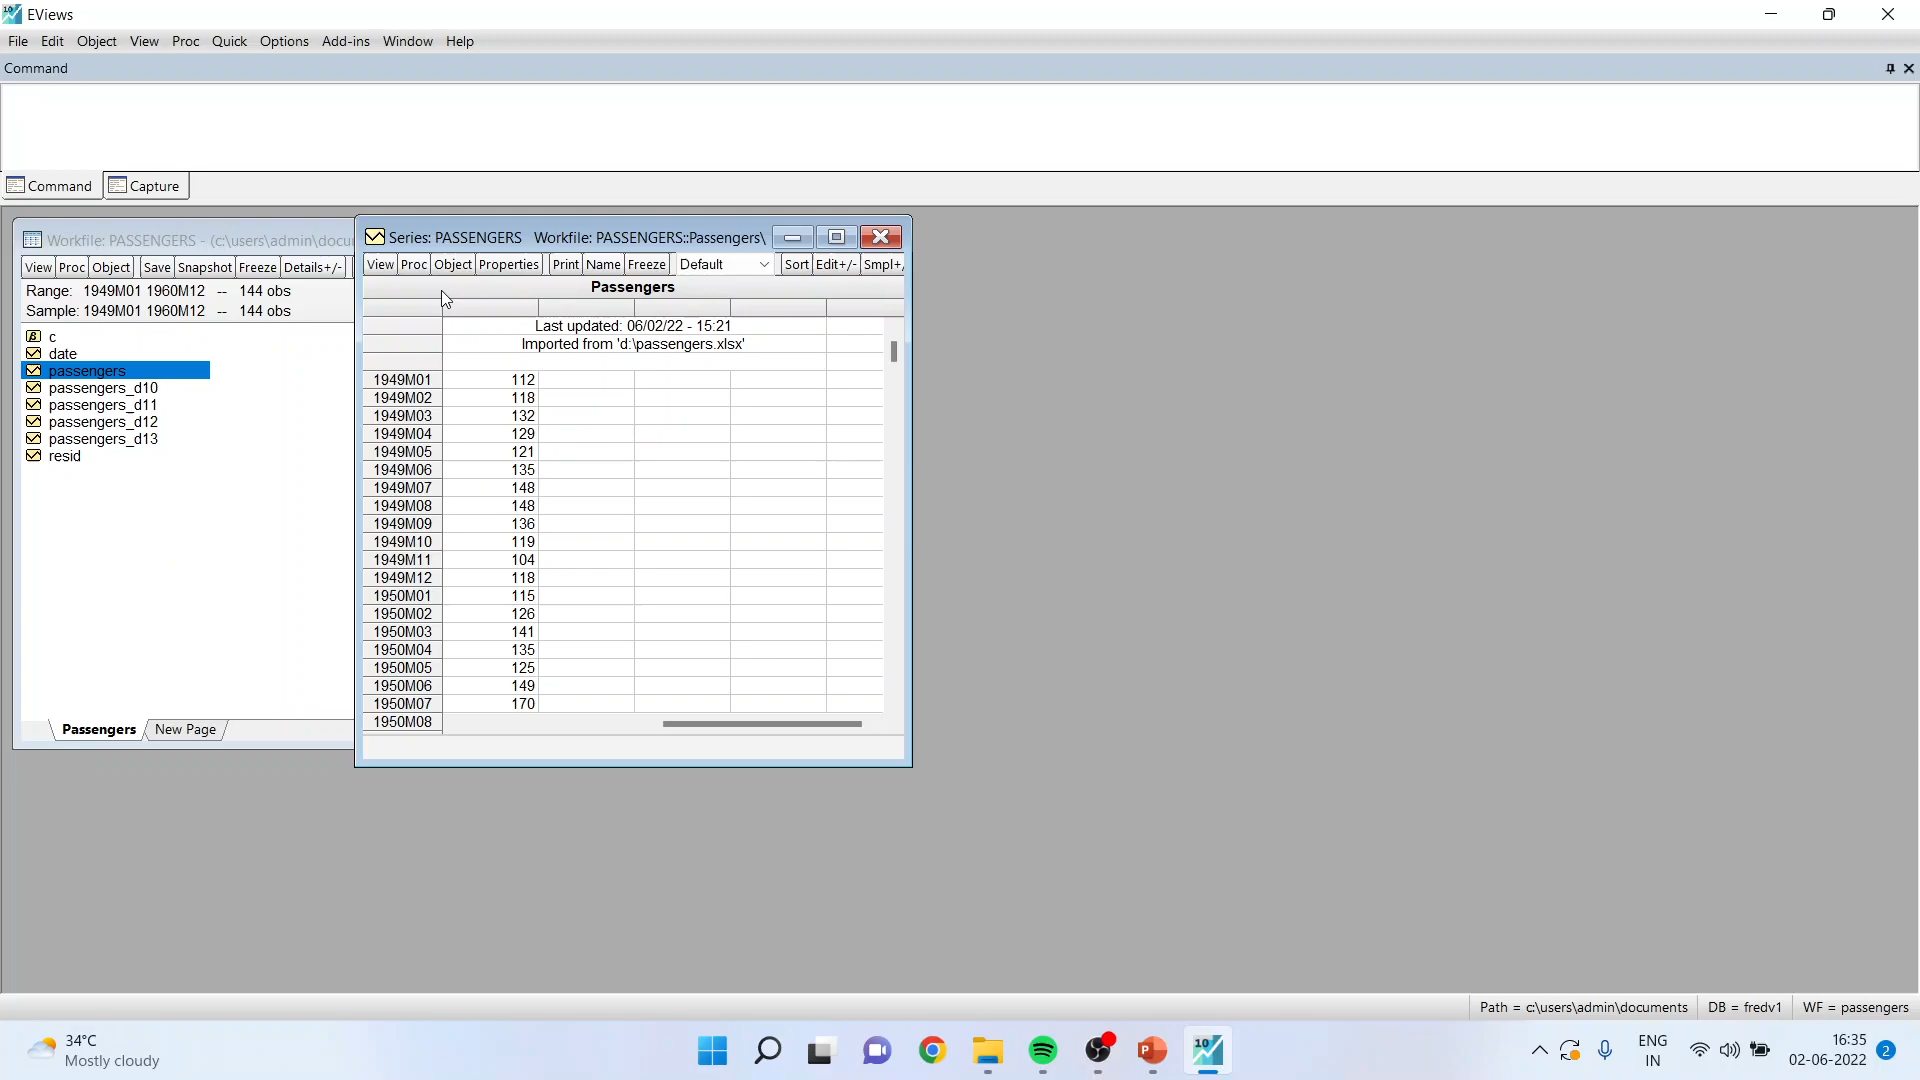 EViews
File Edit Object View Proc Quick Options Add-ins Window Help
Command
Command Capture
Workfile: PASSENGERS - (c:\users\admin\docu
View Proc Object Save Snapshot Freeze Details+/-
Range: 1949M01 1960M12 -- 144 obs
Sample: 1949M01 1960M12 -- 144 obs
c
date
passengers
passengers_d10
passengers_d11
passengers_d12
passengers_d13
resid
Passengers New Page
Series: PASSENGERS Workfile: PASSENGERS::Passengers\
View Proc Object Properties Print Name Freeze Default Sort Edit+/- Smpl+/
Passengers
Last updated: 06/02/22 - 15:21
Imported from 'd:\passengers.xlsx'
1949M01 112
1949M02 118
1949M03 132
1949M04 129
1949M05 121
1949M06 135
1949M07 148
1949M08 148
1949M09 136
1949M10 119
1949M11 104
1949M12 118
1950M01 115
1950M02 126
1950M03 141
1950M04 135
1950M05 125
1950M06 149
1950M07 170
1950M08
Path = c:\users\admin\documents DB = fredv1 WF = passengers
34°C
Mostly cloudy
10
ENG
IN
16:35
02-06-2022
2